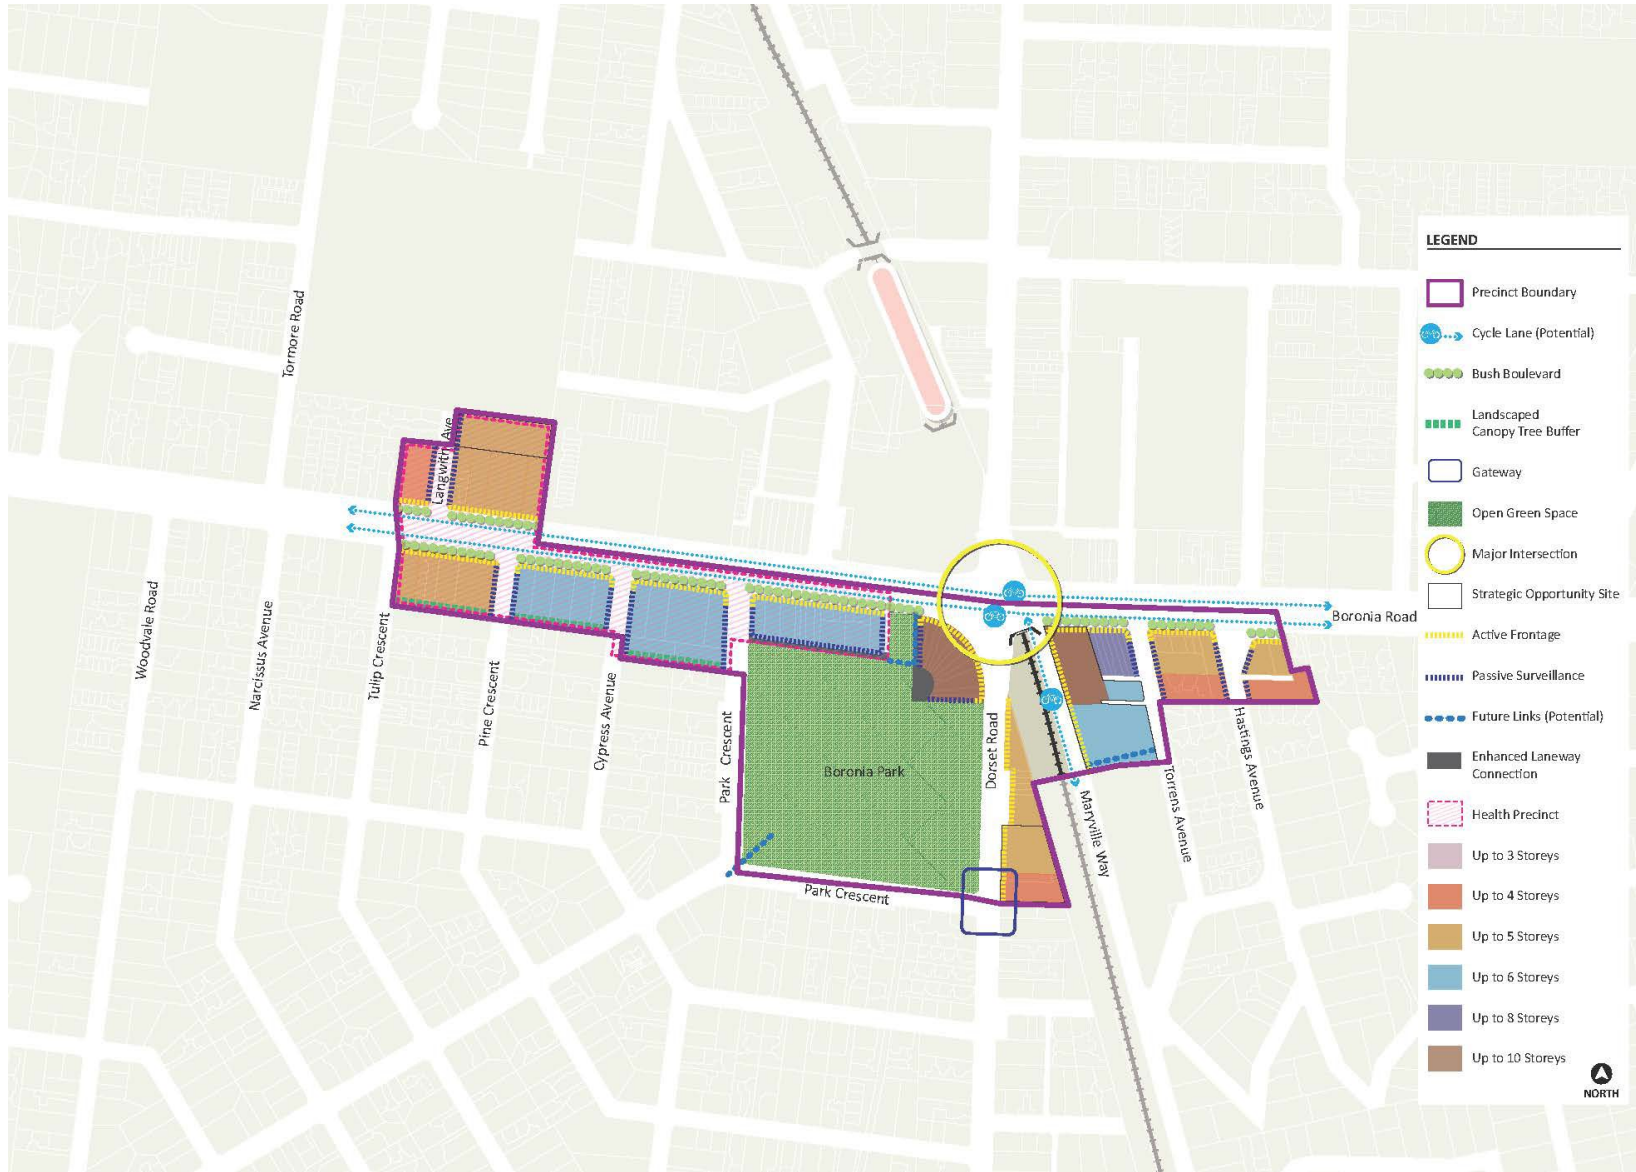 Tormore Road
Langwith Ave
Woodvale Road
Narcissus Avenue
Tulip Crescent
Pine Crescent
Cypress Avenue
Park Crescent
Boronia Park
Park Crescent
Dorset Road
Maryville Way
Torrens Avenue
Hastings Avenue
Boronia Road
LEGEND
Precinct Boundary
Cycle Lane (Potential)
Bush Boulevard
Landscaped
Canopy Tree Buffer
Gateway
Open Green Space
Major Intersection
Strategic Opportunity Site
Active Frontage
Passive Surveillance
Future Links (Potential)
Enhanced Laneway
Connection
Health Precinct
Up to 3 Storeys
Up to 4 Storeys
Up to 5 Storeys
Up to 6 Storeys
Up to 8 Storeys
Up to 10 Storeys
NORTH